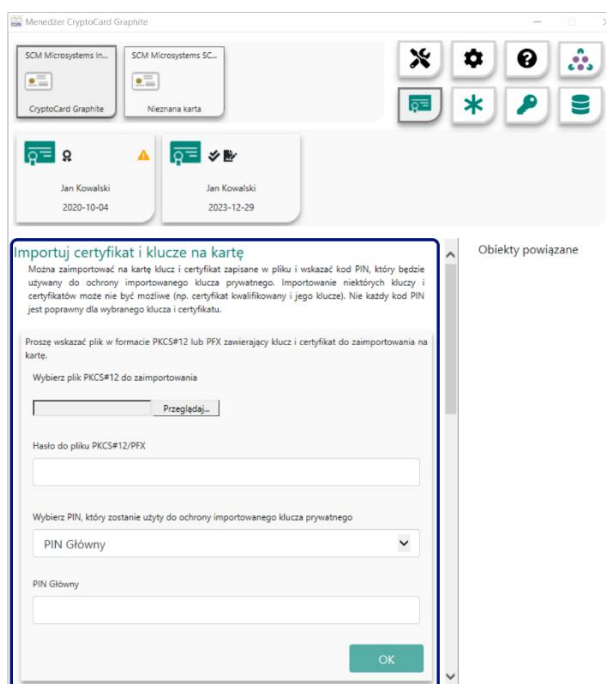 Menedżer CryptoCard Graphite
SCM Microsystems In...
SCM Microsystems SC...
CryptoCard Graphite
Nieznana karta
Jan Kowalski
Jan Kowalski
2020-10-04
2023-12-29
Importuj certyfikat i klucze na kartę
Można zaimportować na kartę klucz i certyfikat zapisane w pliku i wskazać kod PIN, który będzie
używany do ochrony importowanego klucza prywatnego. Importowanie niektórych kluczy i
certyfikatów może nie być możliwe (np. certyfikat kwalifikowany i jego klucze). Nie każdy kod PIN
jest poprawny dla wybranego klucza i certyfikatu.
Obiekty powiązane
Proszę wskazać plik w formacie PKCS#12 lub PFX zawierający klucz i certyfikat do zaimportowania na
kartę.
Wybierz plik PKCS#12 do zaimportowania
Przeglądaj...
Hasło do pliku PKCS#12/PFX
Wybierz PIN, który zostanie użyty do ochrony importowanego klucza prywatnego
PIN Główny
PIN Główny
OK